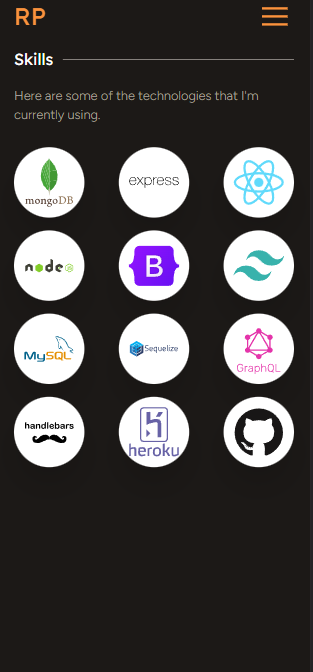 RP
Skills
Here are some of the technologies that I'm
currently using.
mongoDB
express
node
JS
B
MySQL
Sequelize
GraphQL
handlebars
heroku